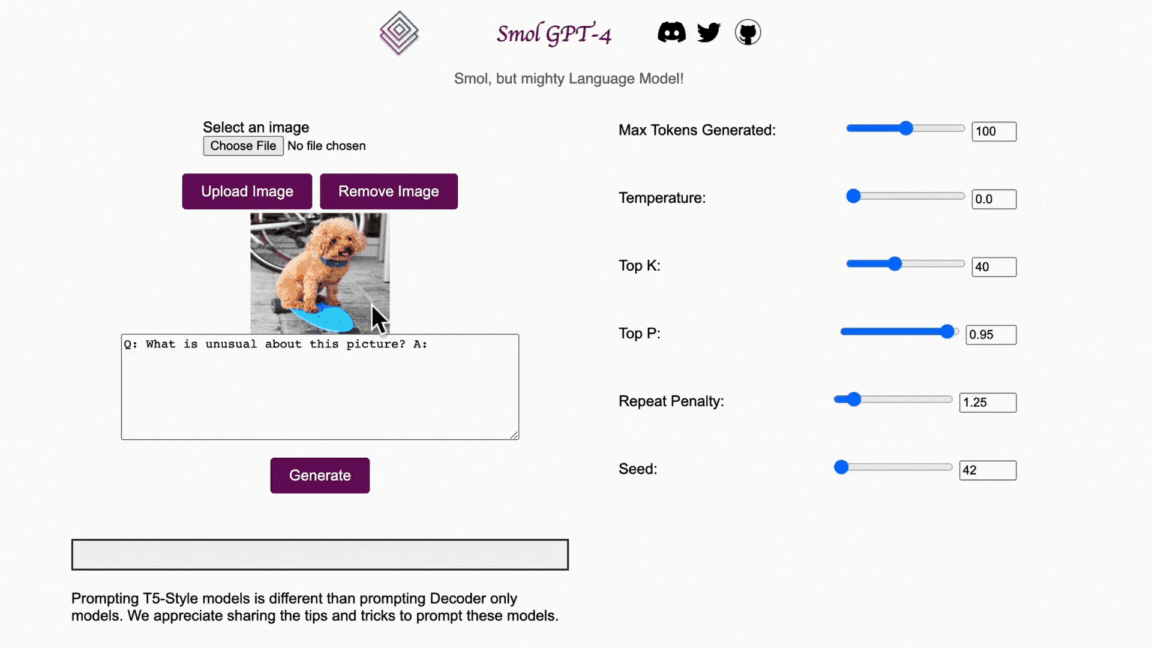 Smol GPT-4
Smol, but mighty Language Model!
Select an image
Choose File No file chosen
Upload Image Remove Image
Q: What is unusual about this picture? A:
Generate
Prompting T5-Style models is different than prompting Decoder only
models. We appreciate sharing the tips and tricks to prompt these models.
Max Tokens Generated: 100
Temperature: 0.0
Top K: 40
Top P: 0.95
Repeat Penalty: 1.25
Seed: 42